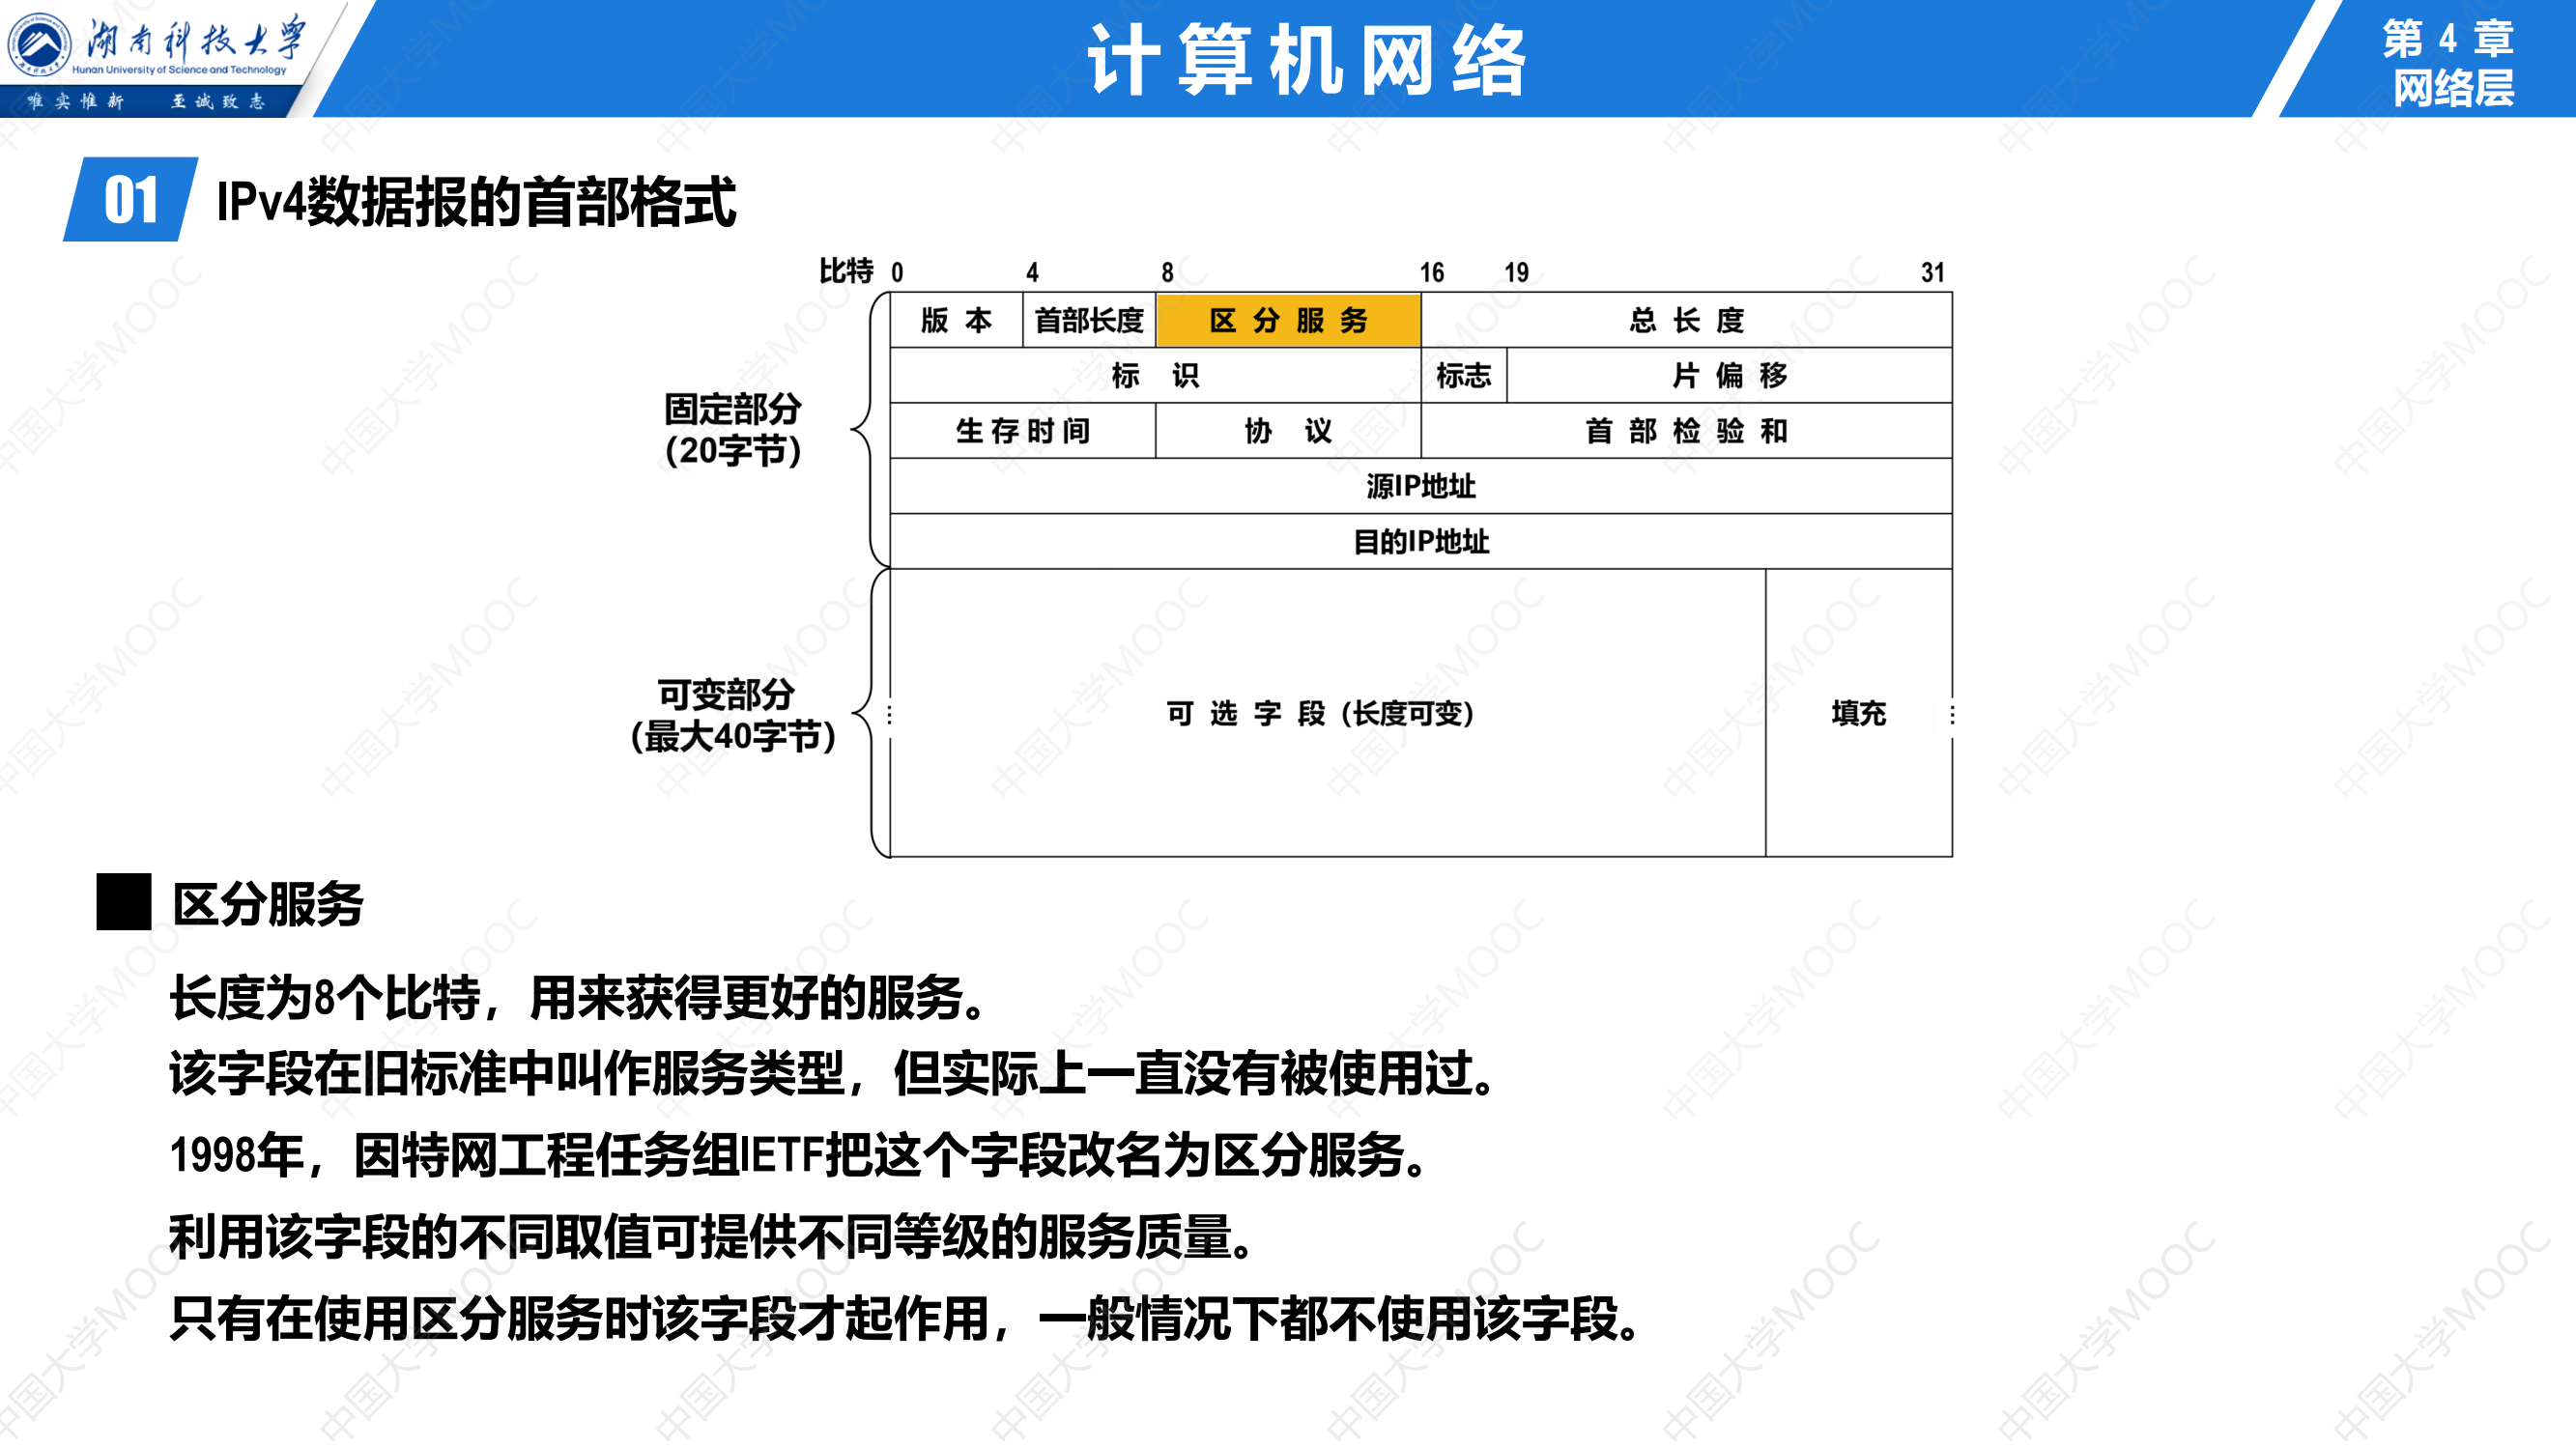 湖南科技大学
Hunan University of Science and Technology
唯实惟新 至诚致志
计算机网络
第 4 章
网络层
01 IPv4数据报的首部格式
比特 0 4 8 16 19 31
版 本 首部长度 区 分 服 务 总 长 度
标 识 标志 片 偏 移
生 存 时 间 协 议 首 部 检 验 和
源IP地址
目的IP地址
固定部分
(20字节)
可变部分
(最大40字节)
可 选 字 段 (长度可变) 填充
区分服务
长度为8个比特，用来获得更好的服务。
该字段在旧标准中叫作服务类型，但实际上一直没有被使用过。
1998年，因特网工程任务组IETF把这个字段改名为区分服务。
利用该字段的不同取值可提供不同等级的服务质量。
只有在使用区分服务时该字段才起作用，一般情况下都不使用该字段。
中国大学MOOC